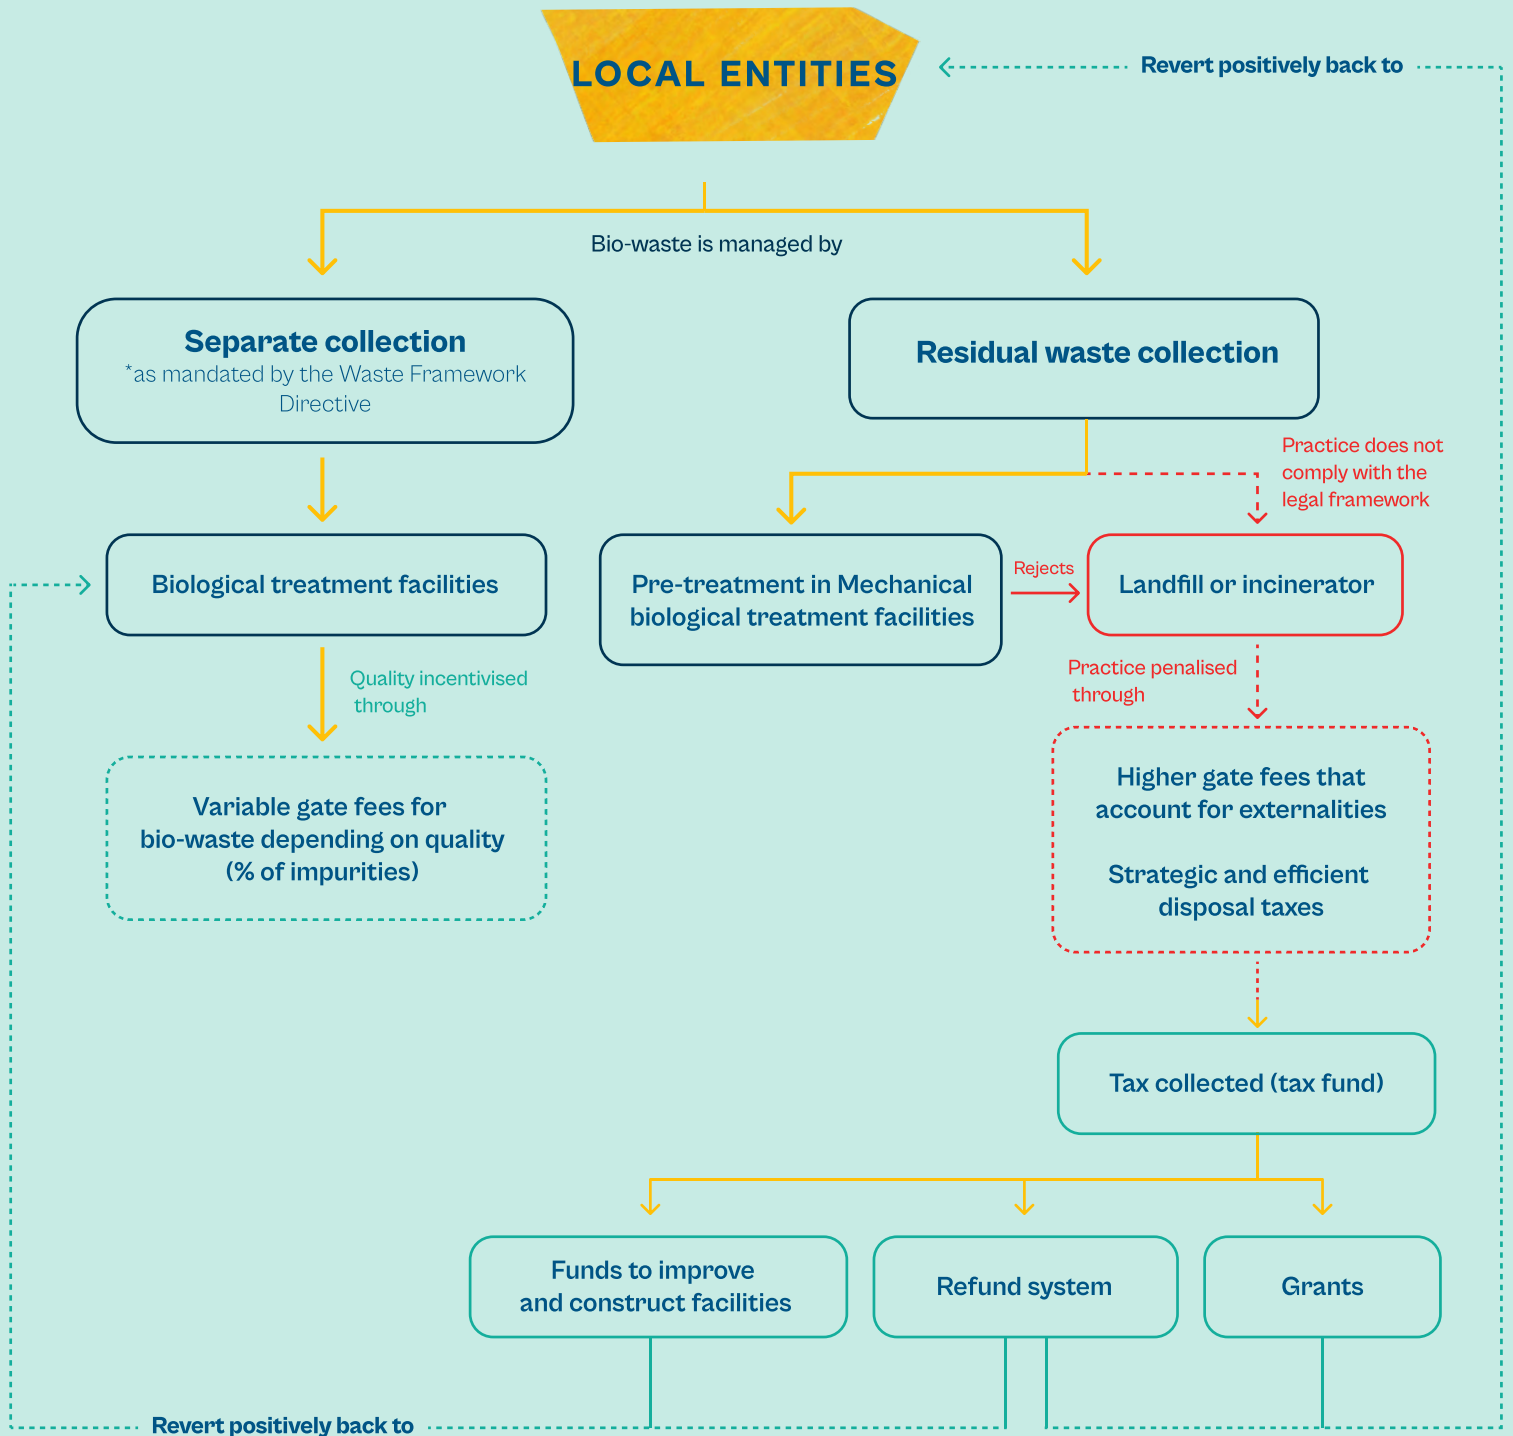 LOCAL ENTITIES
Revert positively back to
Bio-waste is managed by
Separate collection
*as mandated by the Waste Framework
Directive
Residual waste collection
Practice does not
comply with the
legal framework
Biological treatment facilities
Pre-treatment in Mechanical
biological treatment facilities
Rejects
Landfill or incinerator
Quality incentivised
through
Practice penalised
through
Variable gate fees for
bio-waste depending on quality
(% of impurities)
Higher gate fees that
account for externalities
Strategic and efficient
disposal taxes
Tax collected (tax fund)
Funds to improve
and construct facilities
Refund system
Grants
Revert positively back to